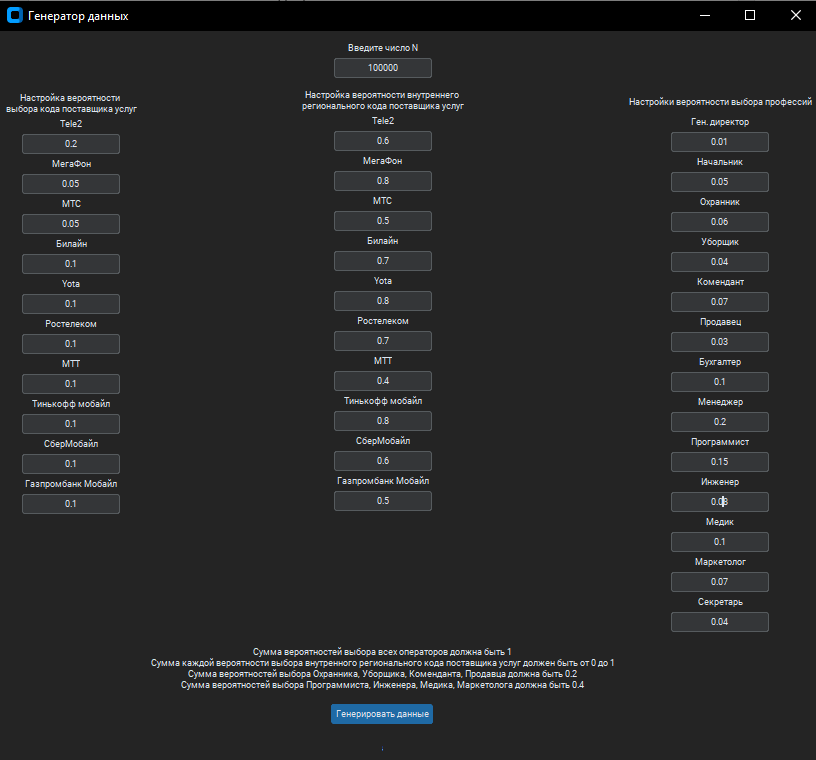 Генератор данных
Введите число N
100000
Настройка вероятности
выбора кода поставщика услуг
Tele2
0.2
МегаФон
0.05
МТС
0.05
Билайн
0.1
Yota
0.1
Ростелеком
0.1
МТТ
0.1
Тинькофф мобайл
0.1
СберМобайл
0.1
Газпромбанк Мобайл
0.1
Настройка вероятности внутреннего
регионального кода поставщика услуг
Tele2
0.6
МегаФон
0.8
МТС
0.5
Билайн
0.7
Yota
0.8
Ростелеком
0.7
МТТ
0.4
Тинькофф мобайл
0.8
СберМобайл
0.6
Газпромбанк Мобайл
0.5
Настройки вероятности выбора профессий
Ген. директор
0.01
Начальник
0.05
Охранник
0.06
Уборщик
0.04
Комендант
0.07
Продавец
0.03
Бухгалтер
0.1
Менеджер
0.2
Программист
0.15
Инженер
0.08
Медик
0.1
Маркетолог
0.07
Секретарь
0.04
Сумма вероятностей выбора всех операторов должна быть 1
Сумма каждой вероятности выбора внутренного регионального кода поставщика услуг должен быть от 0 до 1
Сумма вероятностей выбора Охранника, Уборщика, Команданта, Продавца должна быть 0.2
Сумма вероятностей выбора Программиста, Инженера, Медика, Маркетолога должна быть 0.4
Генерировать данные